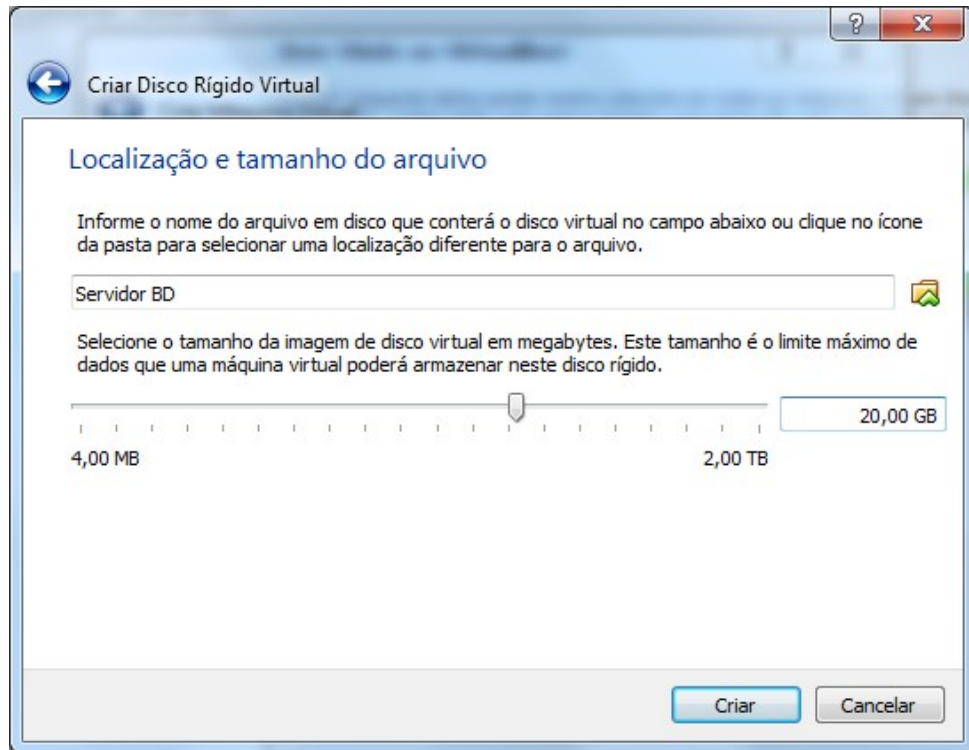 Criar Disco Rígido Virtual
Localização e tamanho do arquivo
Informe o nome do arquivo em disco que conterá o disco virtual no campo abaixo ou clique no ícone
da pasta para selecionar uma localização diferente para o arquivo.
Servidor BD
Selecione o tamanho da imagem de disco virtual em megabytes. Este tamanho é o limite máximo de
dados que uma máquina virtual poderá armazenar neste disco rígido.
20,00 GB
4,00 MB 2,00 TB
Criar Cancelar